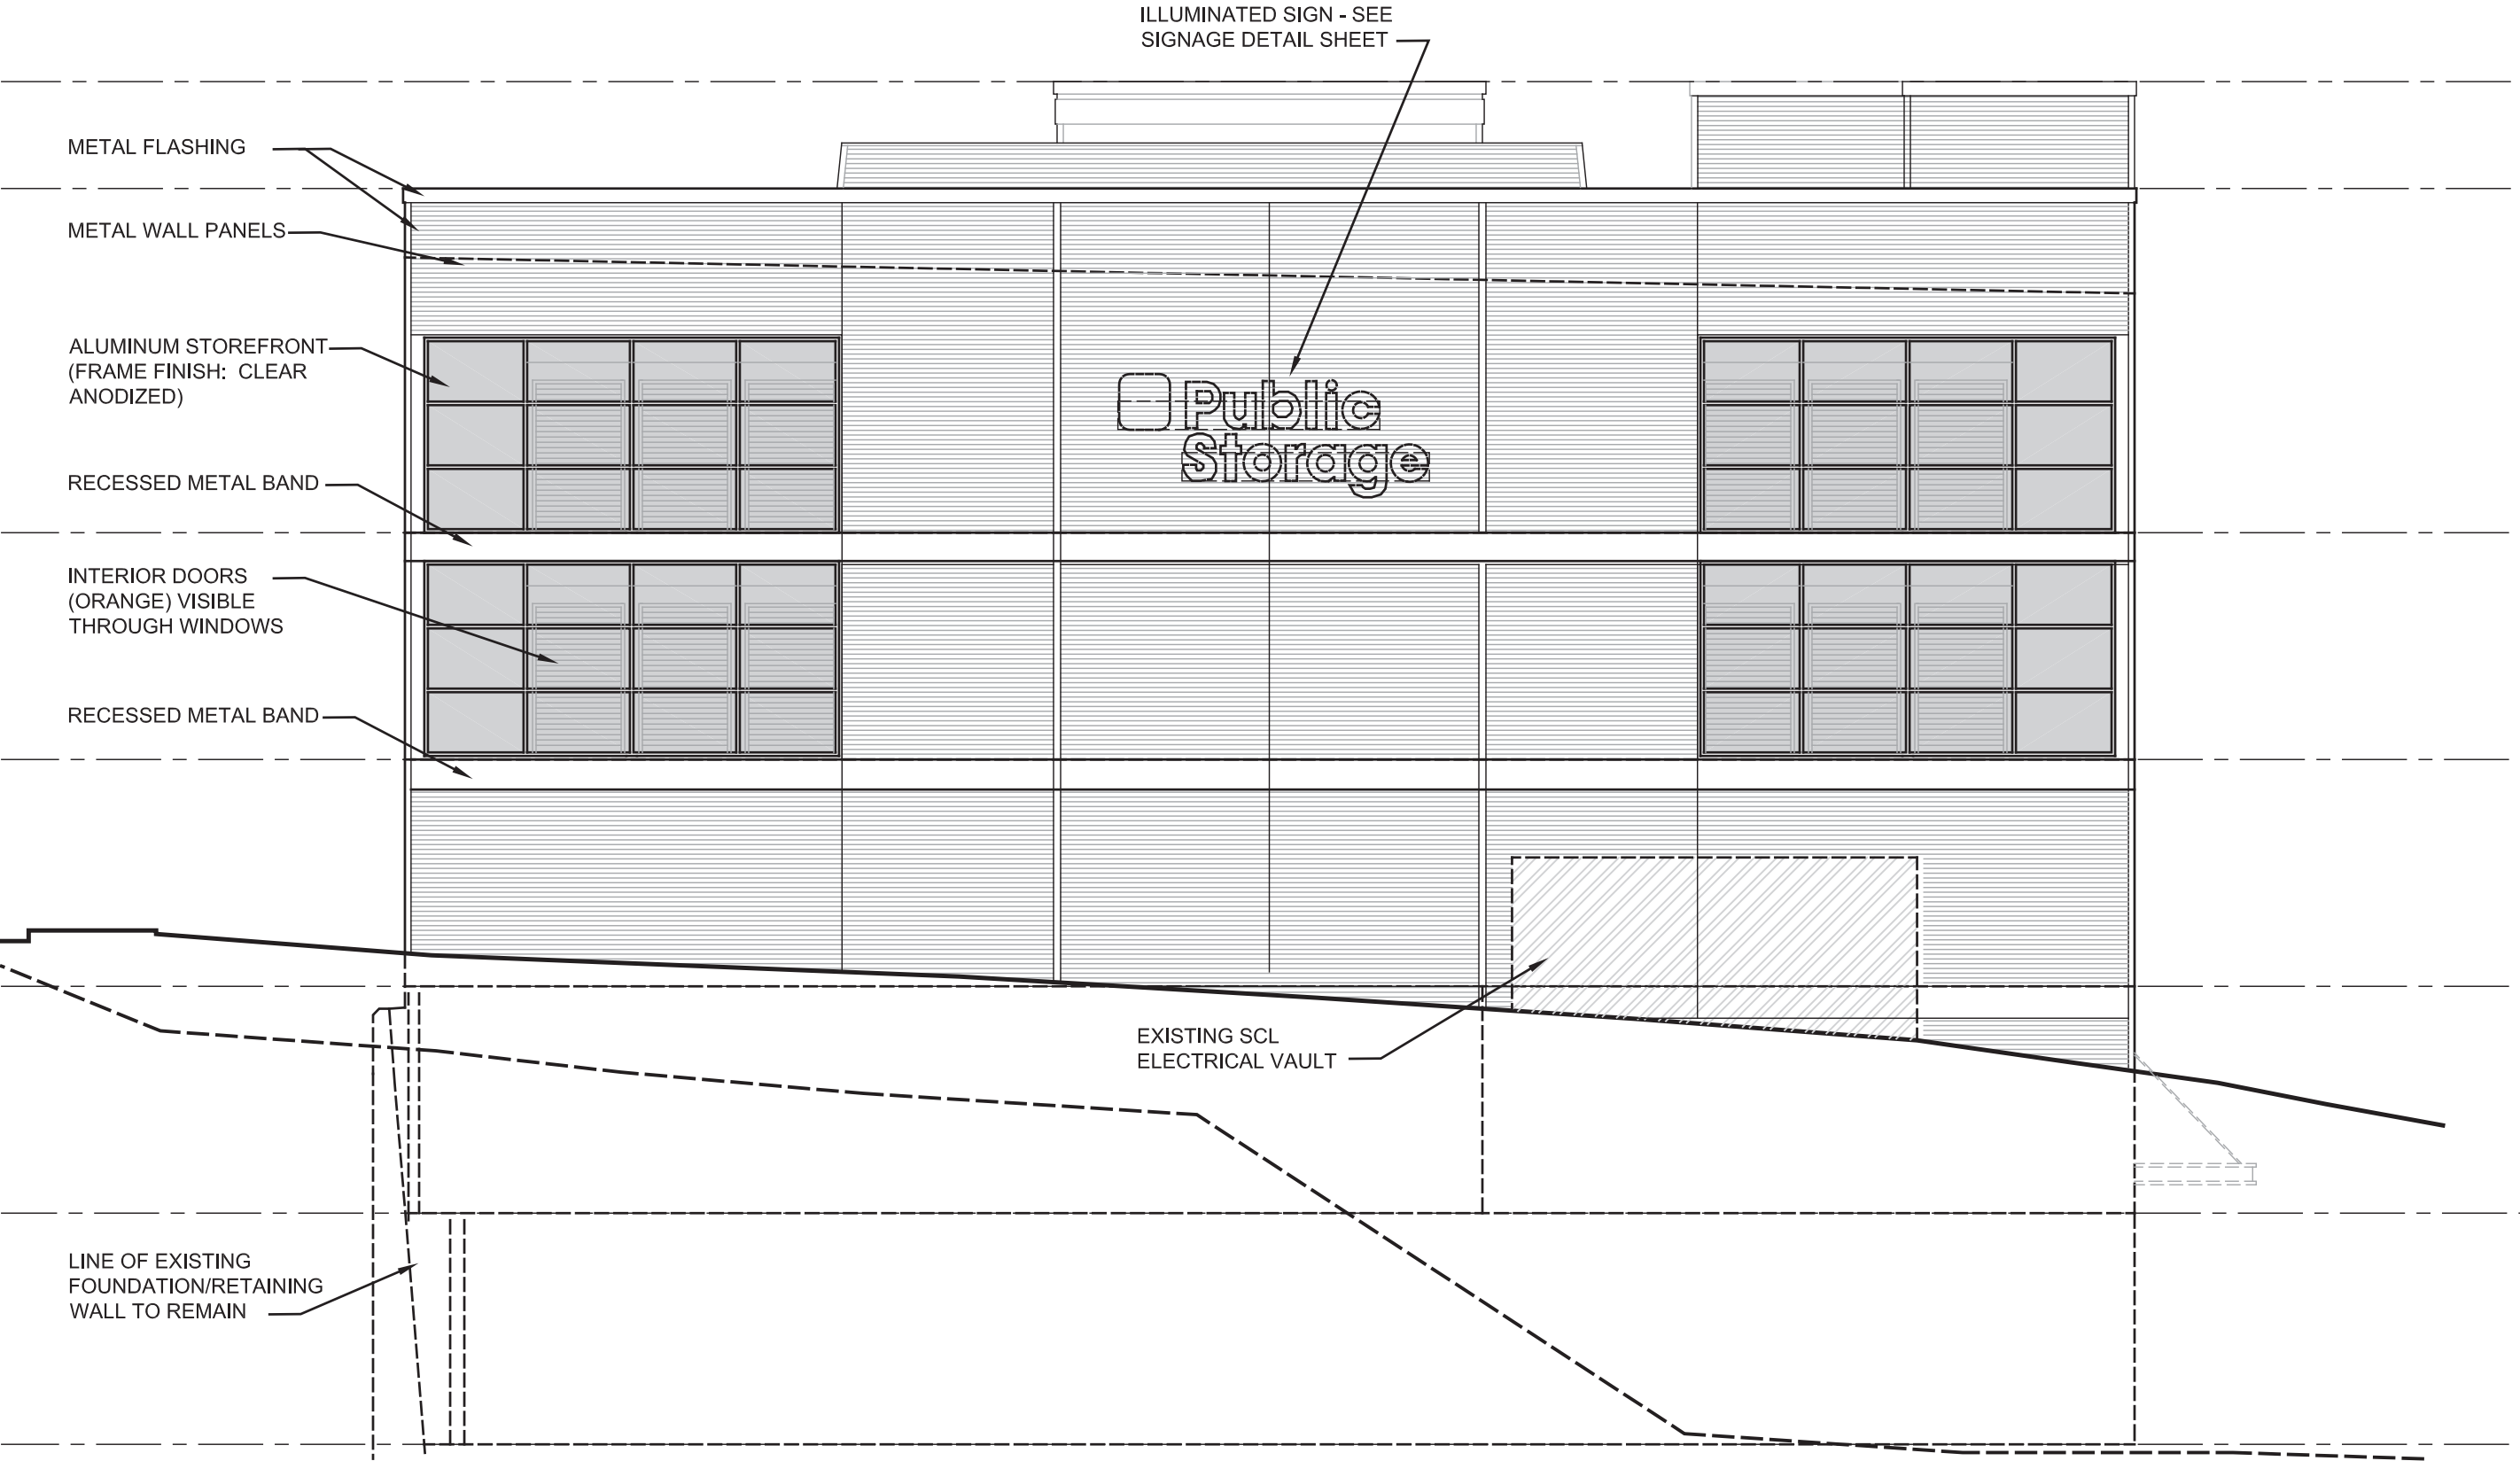 ILLUMINATED SIGN - SEE
SIGNAGE DETAIL SHEET
METAL FLASHING
METAL WALL PANELS
ALUMINUM STOREFRONT
(FRAME FINISH: CLEAR
ANODIZED)
Public
Storage
RECESSED METAL BAND
INTERIOR DOORS
(ORANGE) VISIBLE
THROUGH WINDOWS
RECESSED METAL BAND
EXISTING SCL
ELECTRICAL VAULT
LINE OF EXISTING
FOUNDATION/RETAINING
WALL TO REMAIN